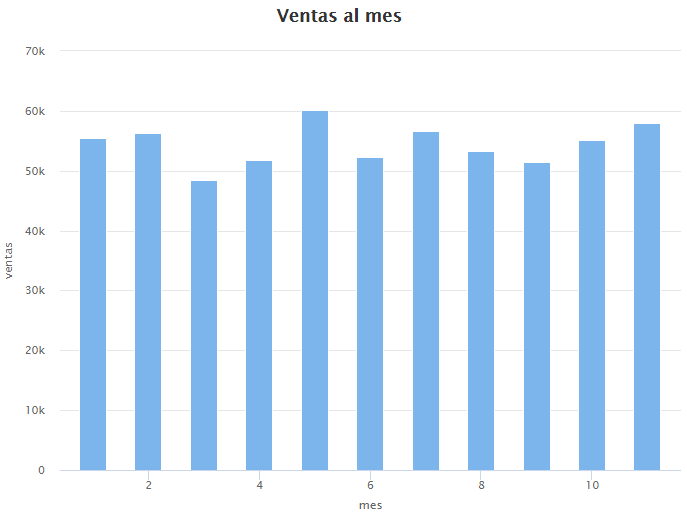 Ventas al mes
70k
60k
50k
40k
30k
20k
10k
0
ventas
2
4
6
8
10
mes